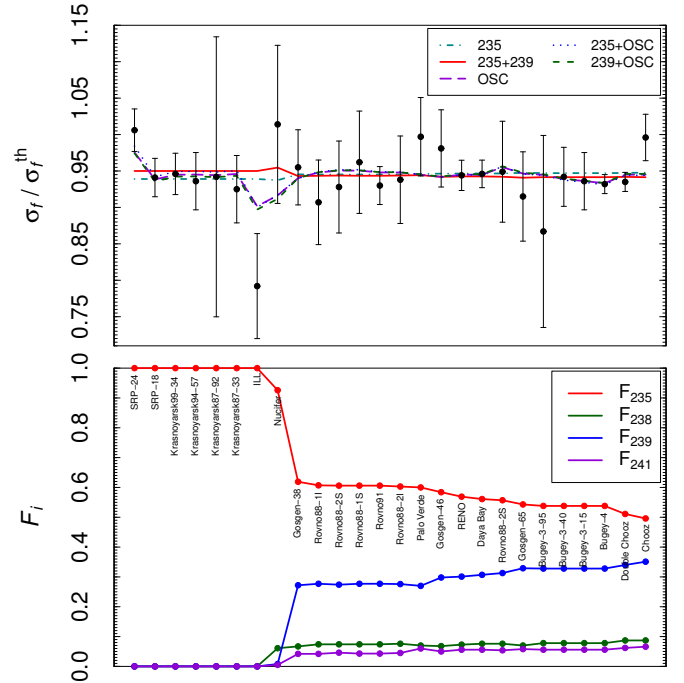 1.15
1.05
0.95
0.85
0.75
σf / σf^th
235
235+239
OSC
235+OSC
239+OSC
1.0
0.8
0.6
0.4
0.2
0.0
Fi
F235
F238
F239
F241
SRP−24
SRP−18
Krasnoyarsk99−34
Krasnoyarsk94−57
Krasnoyarsk87−92
Krasnoyarsk87−33
ILL
Nucifer
Gosgen−38
Rovno88−1I
Rovno88−2S
Rovno88−1S
Rovno91
Rovno88−2I
Palo Verde
Gosgen−46
RENO
Daya Bay
Rovno88−2S
Gosgen−65
Bugey−3−95
Bugey−3−40
Bugey−3−15
Bugey−4
Double Chooz
Chooz